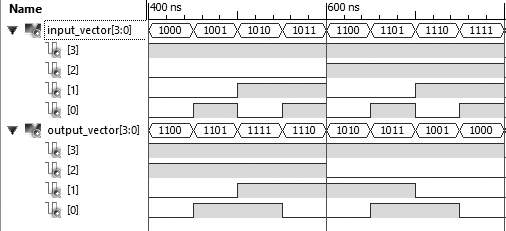 Name 400 ns 600 ns
input_vector[3:0] 1000 1001 1010 1011 1100 1101 1110 1111
[3]
[2]
[1]
[0]
output_vector[3:0] 1100 1101 1111 1110 1010 1011 1001 1000
[3]
[2]
[1]
[0]